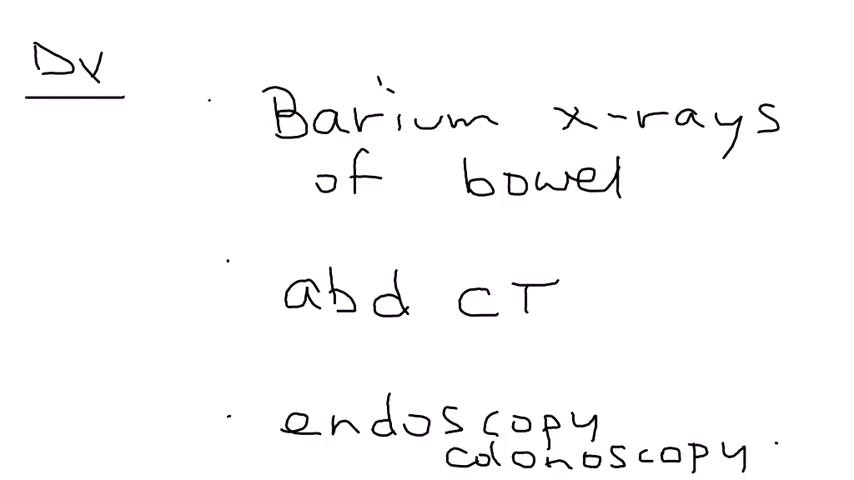 Dx
· Barium x-rays
of bowel
· abd CT
· endoscopy
colonoscopy